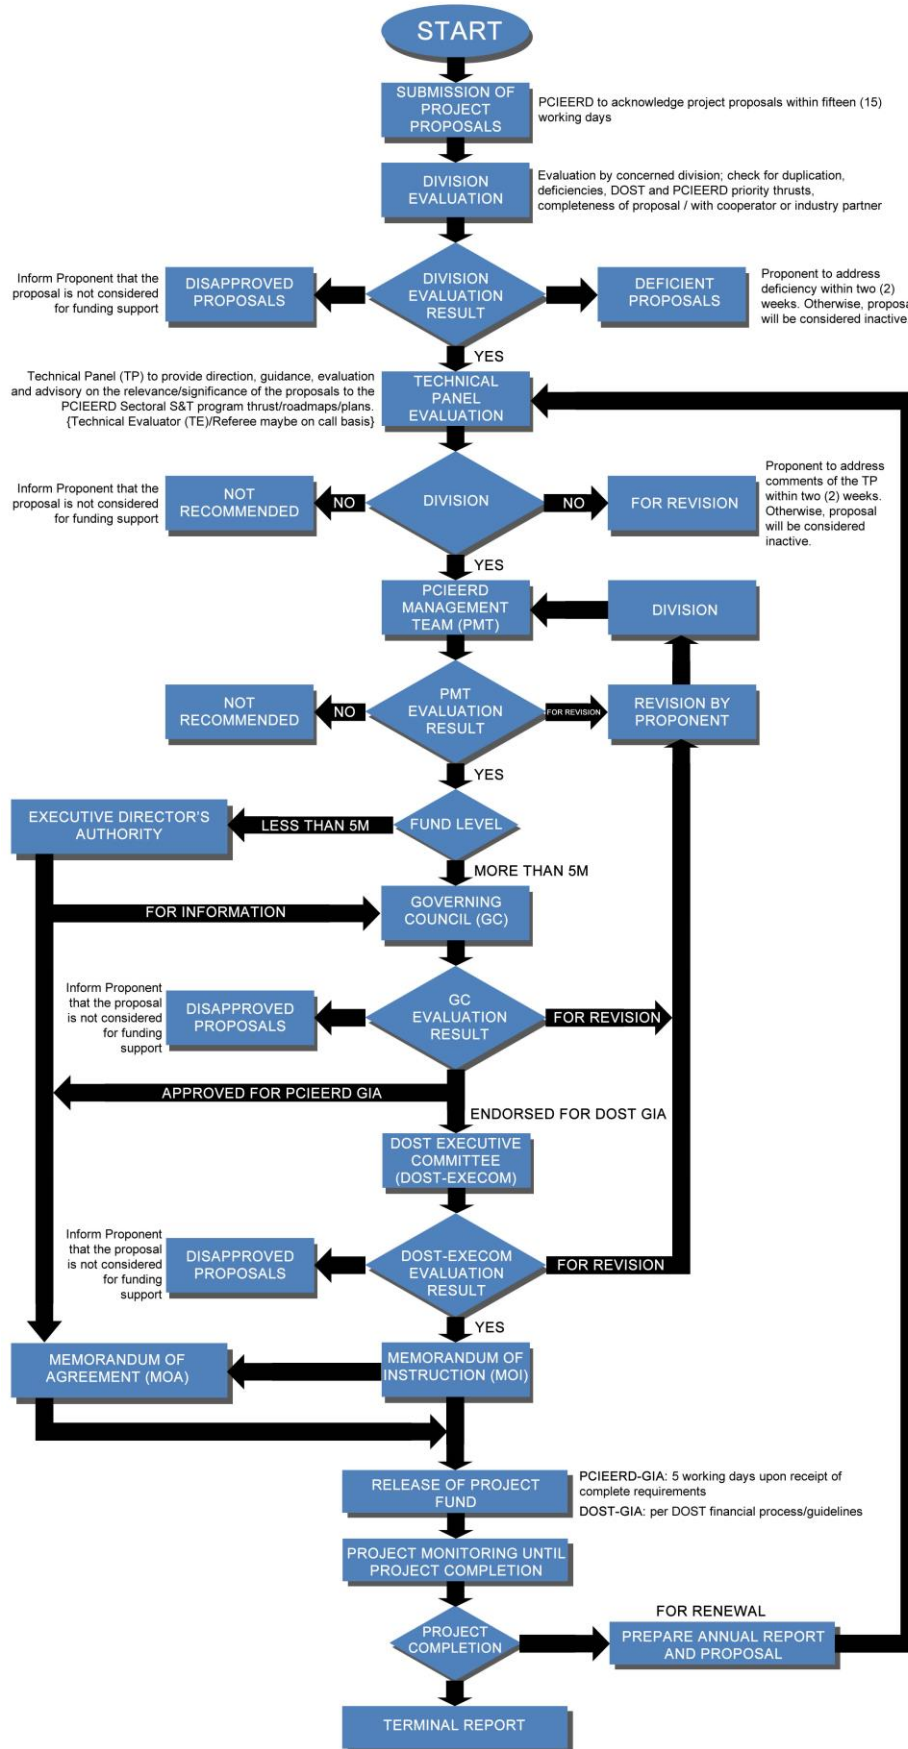 START
SUBMISSION OF
PROJECT
PROPOSALS
PCIEERD to acknowledge project proposals within fifteen (15)
working days
DIVISION
EVALUATION
Evaluation by concerned division; check for duplication,
deficiencies, DOST and PCIEERD priority thrusts,
completeness of proposal / with cooperator or industry partner
Inform Proponent that the
proposal is not considered
for funding support
DISAPPROVED
PROPOSALS
DIVISION
EVALUATION
RESULT
DEFICIENT
PROPOSALS
Proponent to address
deficiency within two (2)
weeks. Otherwise, proposa
will be considered inactive
YES
Technical Panel (TP) to provide direction, guidance, evaluation
and advisory on the relevance/significance of the proposals to the
PCIEERD Sectoral S&T program thrust/roadmaps/plans.
{Technical Evaluator (TE)/Referee maybe on call basis}
TECHNICAL
PANEL
EVALUATION
Inform Proponent that the
proposal is not considered
for funding support
NOT
RECOMMENDED
NO
DIVISION
NO
FOR REVISION
Proponent to address
comments of the TP
within two (2) weeks.
Otherwise, proposal
will be considered
inactive.
YES
PCIEERD
MANAGEMENT
TEAM (PMT)
DIVISION
NOT
RECOMMENDED
NO
PMT
EVALUATION
RESULT
FOR REVISION
REVISION BY
PROPONENT
YES
EXECUTIVE DIRECTOR'S
AUTHORITY
LESS THAN 5M
FUND LEVEL
MORE THAN 5M
FOR INFORMATION
GOVERNING
COUNCIL (GC)
Inform Proponent
that the proposal
is not considered
for funding
support
DISAPPROVED
PROPOSALS
GC
EVALUATION
RESULT
FOR REVISION
APPROVED FOR PCIEERD GIA
ENDORSED FOR DOST GIA
DOST EXECUTIVE
COMMITTEE
(DOST-EXECOM)
Inform Proponent
that the proposal
is not considered
for funding
support
DISAPPROVED
PROPOSALS
DOST-EXECOM
EVALUATION
RESULT
FOR REVISION
YES
MEMORANDUM OF
AGREEMENT (MOA)
MEMORANDUM OF
INSTRUCTION (MOI)
RELEASE OF PROJECT
FUND
PCIEERD-GIA: 5 working days upon receipt of
complete requirements
DOST-GIA: per DOST financial process/guidelines
PROJECT MONITORING UNTIL
PROJECT COMPLETION
PROJECT
COMPLETION
FOR RENEWAL
PREPARE ANNUAL REPORT
AND PROPOSAL
TERMINAL REPORT